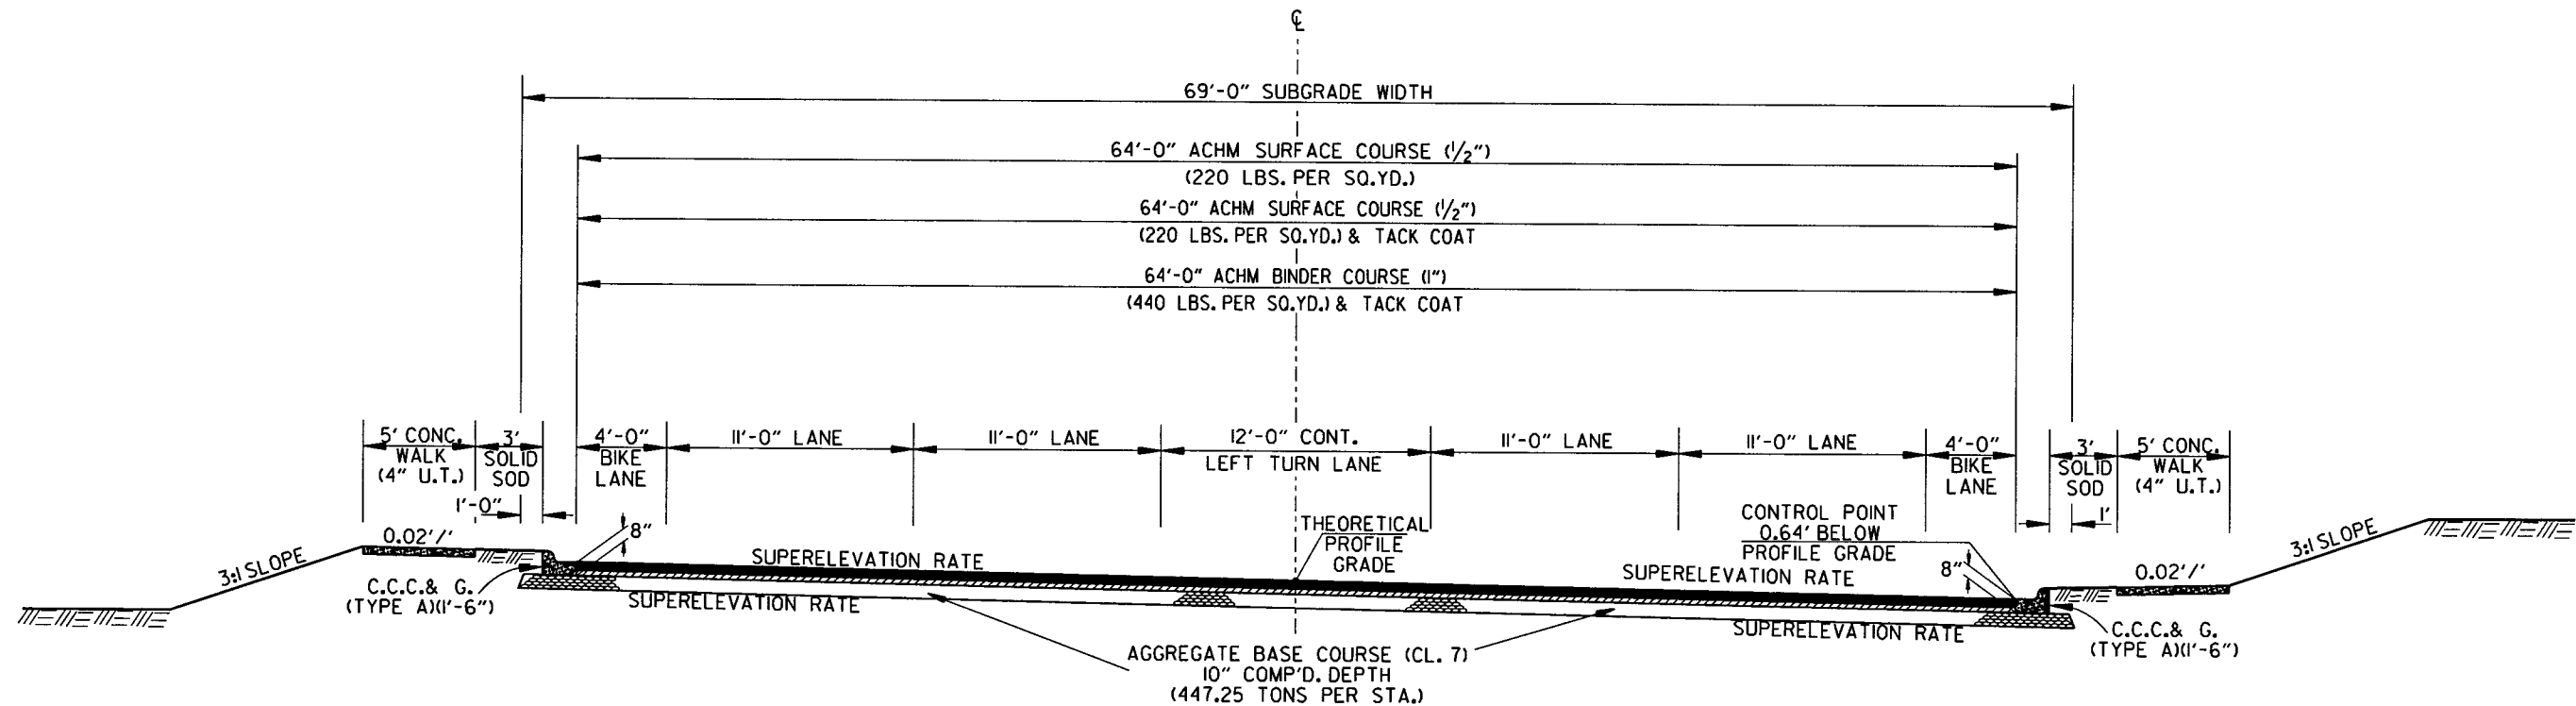 ℄
69'-0" SUBGRADE WIDTH
64'-0" ACHM SURFACE COURSE (1/2")
(220 LBS. PER SQ.YD.)
64'-0" ACHM SURFACE COURSE (1/2")
(220 LBS. PER SQ.YD.) & TACK COAT
64'-0" ACHM BINDER COURSE (1")
(440 LBS. PER SQ.YD.) & TACK COAT
5' CONC.
WALK
(4" U.T.)
3'
SOLID
SOD
4'-0"
BIKE
LANE
11'-0" LANE
11'-0" LANE
12'-0" CONT.
LEFT TURN LANE
11'-0" LANE
11'-0" LANE
4'-0"
BIKE
LANE
3'
SOLID
SOD
5' CONC.
WALK
(4" U.T.)
1'-0"
1'
0.02'/'
8"
SUPERELEVATION RATE
THEORETICAL
PROFILE
GRADE
CONTROL POINT
0.64' BELOW
PROFILE GRADE
SUPERELEVATION RATE
8"
0.02'/'
3:1 SLOPE
3:1 SLOPE
C.C.C.& G.
(TYPE A)(1'-6")
SUPERELEVATION RATE
SUPERELEVATION RATE
C.C.C.& G.
(TYPE A)(1'-6")
AGGREGATE BASE COURSE (CL. 7)
10" COMP'D. DEPTH
(447.25 TONS PER STA.)